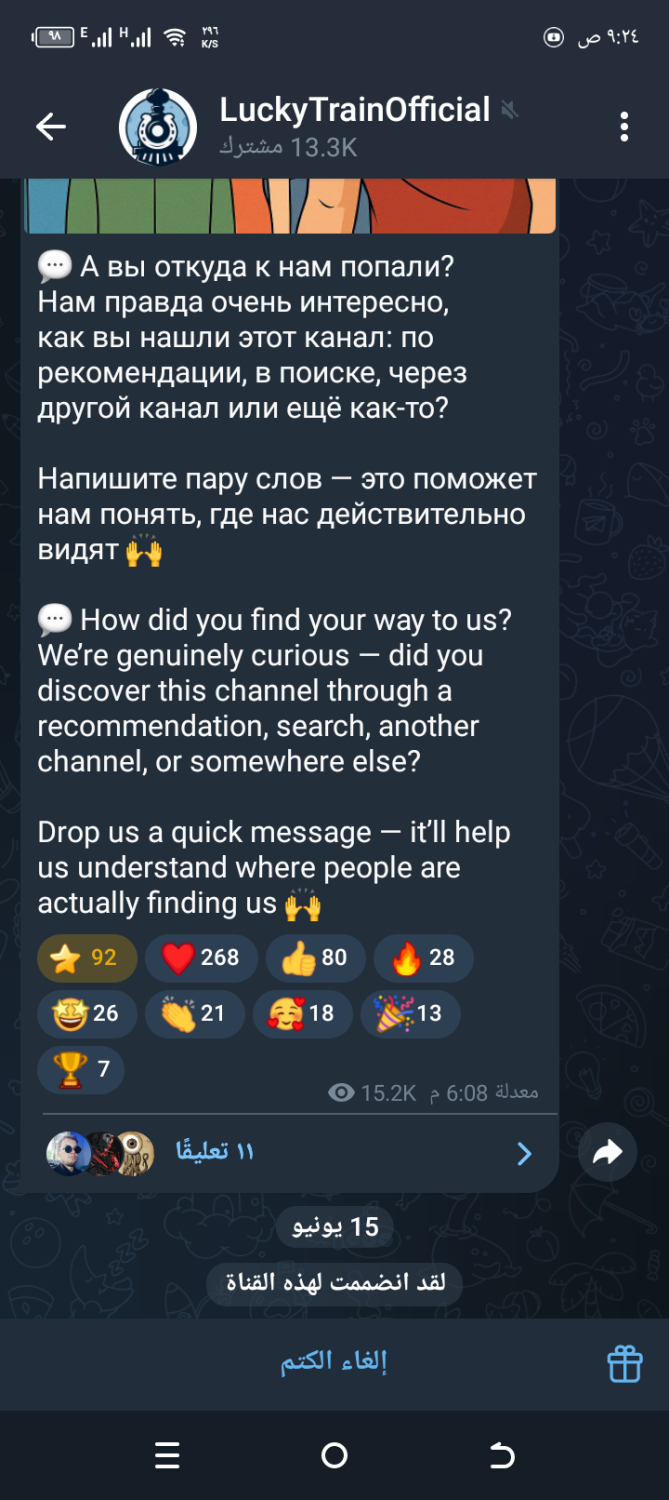 ٩٨ E H ٢٩٦ K/S ٩:٢٤ ص
LuckyTrainOfficial
13.3K مشترك
💬 А вы откуда к нам попали?
Нам правда очень интересно,
как вы нашли этот канал: по
рекомендации, в поиске, через
другой канал или ещё как-то?
Напишите пару слов — это поможет
нам понять, где нас действительно
видят 🙌
💬 How did you find your way to us?
We’re genuinely curious — did you
discover this channel through a
recommendation, search, another
channel, or somewhere else?
Drop us a quick message — it’ll help
us understand where people are
actually finding us 🙌
⭐ 92 ❤️ 268 👍 80 🔥 28
🤩 26 👏 21 🥰 18 🎉 13
🏆 7
15.2K معدلة 6:08 م
١١ تعليقًا
15 يونيو
لقد انضممت لهذه القناة
إلغاء الكتم